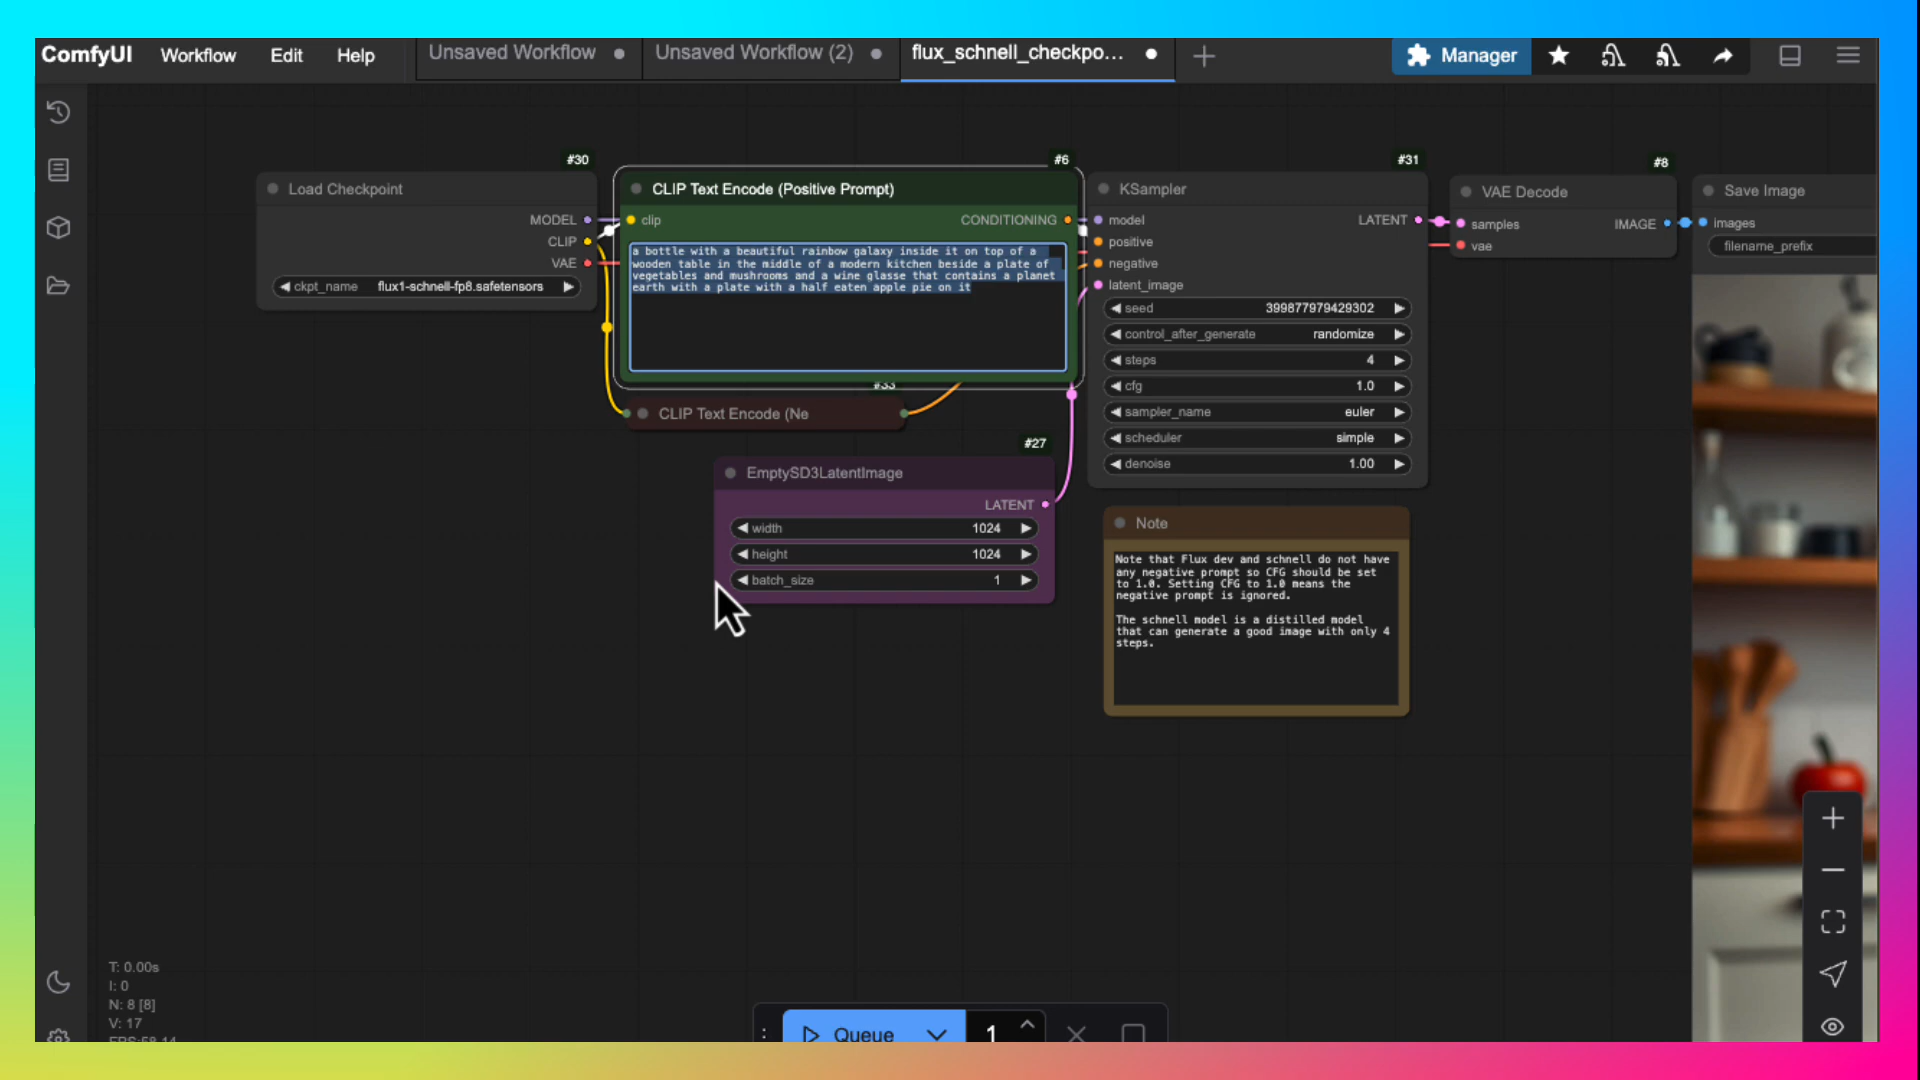 ComfyUI Workflow Edit Help Unsaved Workflow Unsaved Workflow (2) flux_schnell_checkpo... Manager
#30
Load Checkpoint
MODEL
CLIP
VAE
ckpt_name flux1-schnell-fp8.safetensors
#6
CLIP Text Encode (Positive Prompt)
clip CONDITIONING
a bottle with a beautiful rainbow galaxy inside it on top of a
wooden table in the middle of a modern kitchen beside a plate of
vegetables and mushrooms and a wine glasse that contains a planet
earth with a plate with a half eaten apple pie on it
#33
CLIP Text Encode (Ne
#27
EmptySD3LatentImage
LATENT
width 1024
height 1024
batch_size 1
#31
KSampler
model LATENT
positive
negative
latent_image
seed 399877979429302
control_after_generate randomize
steps 4
cfg 1.0
sampler_name euler
scheduler simple
denoise 1.00
Note
Note that Flux dev and schnell do not have
any negative prompt so CFG should be set
to 1.0. Setting CFG to 1.0 means the
negative prompt is ignored.
The schnell model is a distilled model
that can generate a good image with only 4
steps.
#8
VAE Decode
samples IMAGE
vae
Save Image
images
filename_prefix
T: 0.00s
I: 0
N: 8 [8]
V: 17
FPS:58.14
Queue 1